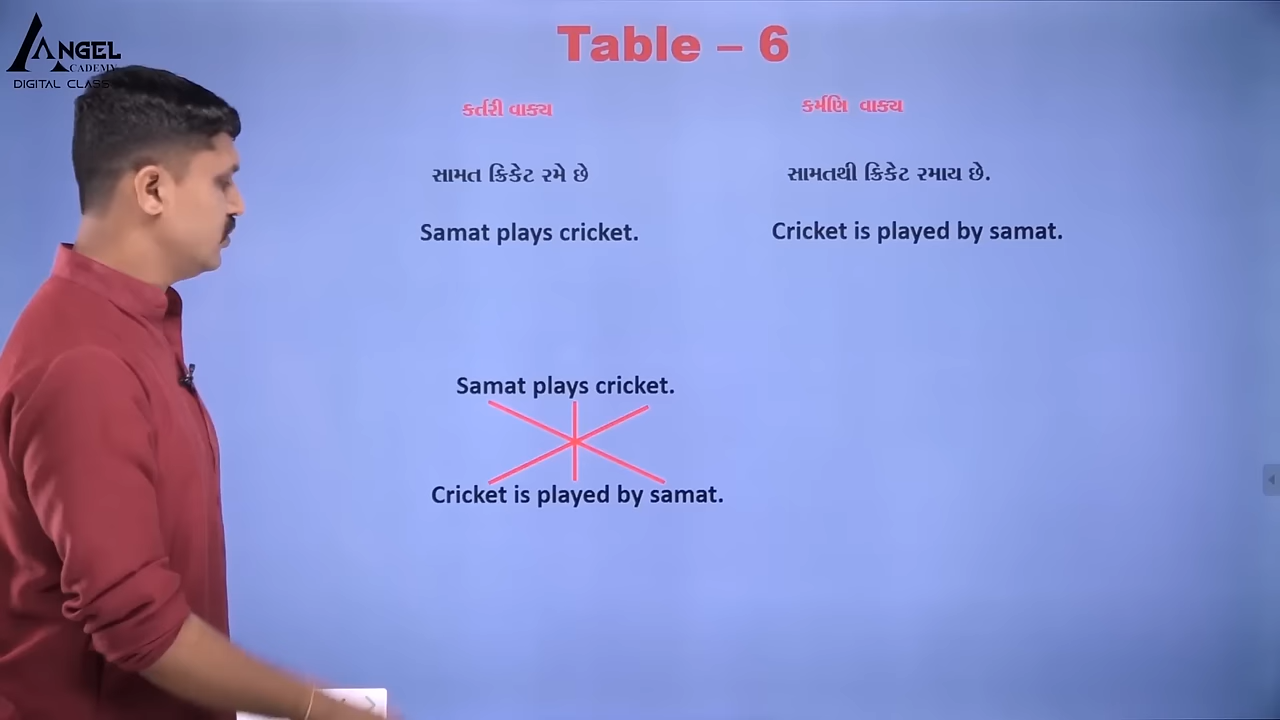 ANGEL
ACADEMY
DIGITAL CLASS
Table – 6
કર્તરી વાક્ય
કર્મણિ વાક્ય
સામત ક્રિકેટ રમે છે
સામતથી ક્રિકેટ રમાય છે.
Samat plays cricket.
Cricket is played by samat.
Samat plays cricket.
Cricket is played by samat.